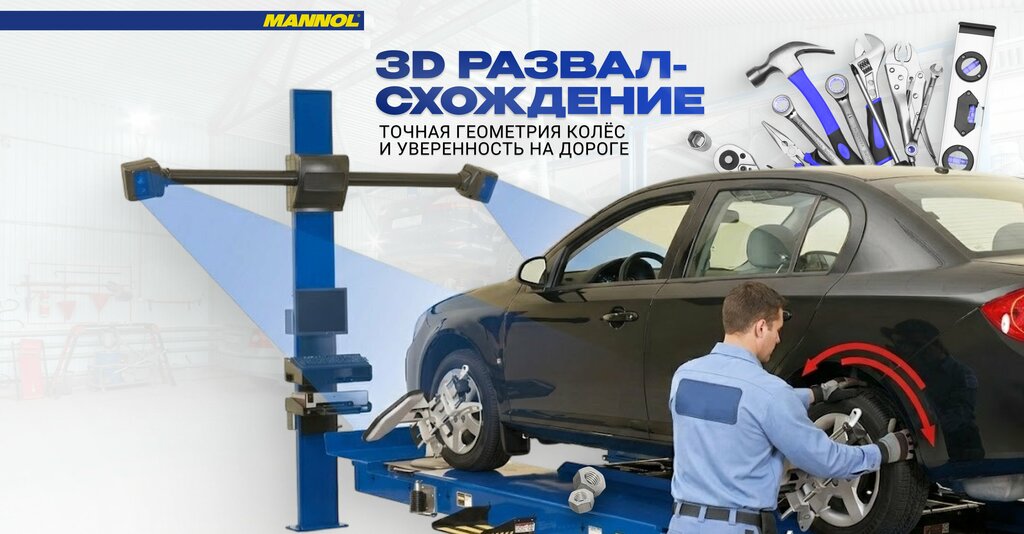 MANNOL
3D РАЗВАЛ-
СХОЖДЕНИЕ
ТОЧНАЯ ГЕОМЕТРИЯ КОЛЁС
И УВЕРЕННОСТЬ НА ДОРОГЕ